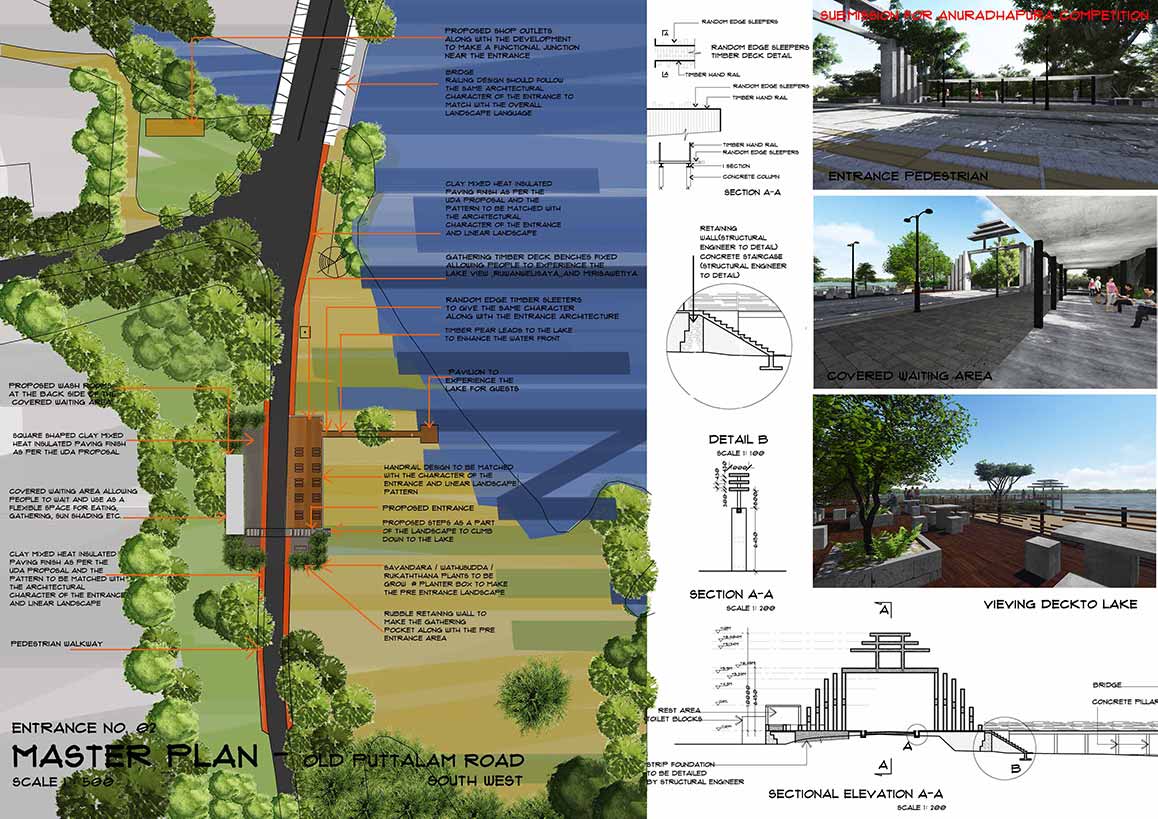 PROPOSED SHOP OUTLETS
ALONG WITH THE DEVELOPMENT
TO MAKE A FUNCTIONAL JUNCTION
NEAR THE ENTRANCE
BRIDGE
RAILING DESIGN SHOULD FOLLOW
THE SAME ARCHITECTURAL
CHARACTER OF THE ENTRANCE TO
MATCH WITH THE OVERALL
LANDSCAPE LANGUAGE
CLAY MIXED HEAT INSULATED
PAVING FINISH AS PER THE
UDA PROPOSAL AND THE
PATTERN TO BE MATCHED WITH
THE ARCHITECTURAL
CHARACTER OF THE ENTRANCE
AND LNEAR LANDSCAPE
GATHERING TIMBER DECK BENCHES FIXED
ALLOWING PEOPLE TO EXPERIENCE THE
LAKE VIEW ,RUWANWELISAYA,AND MIRISAWETIYA
RANDOM EDGE TIMBER SLEETERS
TO GIVE THE SAME CHARACTER
ALONG WITH THE ENTRANCE ARCHITECTURE
TIMBER PEAR LEADS TO THE LAKE
TO ENHANCE THE WATER FRONT
PAVILION TO
EXPERIENCE THE
LAKE FOR GUESTS
PROPOSED WASH ROOMS
AT THE BACK SIDE OF THE
COVERED WAITING AREA
SQUARE SHAPED CLAY MIXED
HEAT INSULATED PAVING FINISH
AS PER THE UDA PROPOSAL
COVERED WAITING AREA ALLOWING
PEOPLE TO WAIT AND USE AS A
FLEXIBLE SPACE FOR EATING,
GATHERING, SUN SHADING ETC
CLAY MIXED HEAT INSULATED
PAVING FINISH AS PER THE
UDA PROPOSAL AND THE
PATTERN TO BE MATCHED WITH
THE ARCHITECTURAL
CHARACTER OF THE ENTRANCE
AND LINEAR LANDSCAPE
PEDESTRIAN WALKWAY
HANDRAIL DESIGN TO BE MATCHED
WITH THE CHARACTER OF THE
ENTRANCE AND LINEAR LANDSCAPE
PATTERN
PROPOSED ENTRANCE
PROPOSED STEPS AS A PART
OF THE LANDSCAPE TO CLIMB
DOWN TO THE LAKE
SAVANDARA / WATHUSUDDA /
RUKATHTHANA PLANTS TO BE
GROW @ PLANTER BOX TO MAKE
THE PRE ENTRANCE LANDSCAPE
RUBBLE RETAINING WALL TO
MAKE THE GATHERING
POCKET ALONG WITH THE PRE
ENTRANCE AREA
ENTRANCE NO. 02
MASTER PLAN - OLD PUTTALAM ROAD
SCALE 1: 500
SOUTH WEST
RANDOM EDGE SLEEPERS
A
RANDOM EDGE SLEEPERS
TIMBER DECK DETAIL
A
TIMBER HAND RAIL
RANDOM EDGE SLEEPERS
TIMBER HAND RAIL
TIMBER HAND RAIL
RANDOM EDGE SLEEPERS
I SECTION
CONCRETE COLUMN
SECTION A-A
RETAINING
WALL(STRUCTURAL
ENGINEER TO DETAIL)
CONCRETE STAIRCASE
(STRUCTURAL ENGINEER
TO DETAIL)
DETAIL B
SCALE 1: 100
SECTION A-A
SCALE 1: 200
SUBMISSION FOR ANURADHAPURA COMPETITION
ENTRANCE PEDESTRIAN
COVERED WAITING AREA
VIEVING DECKTO LAKE
A
REST AREA
TOILET BLOCKS
STRIP FOUNDATION
TO BE DETAILED
BY STRUCTURAL ENGINEER
A
B
A
BRIDGE
CONCRETE PILLAR
SECTIONAL ELEVATION A-A
SCALE 1: 200